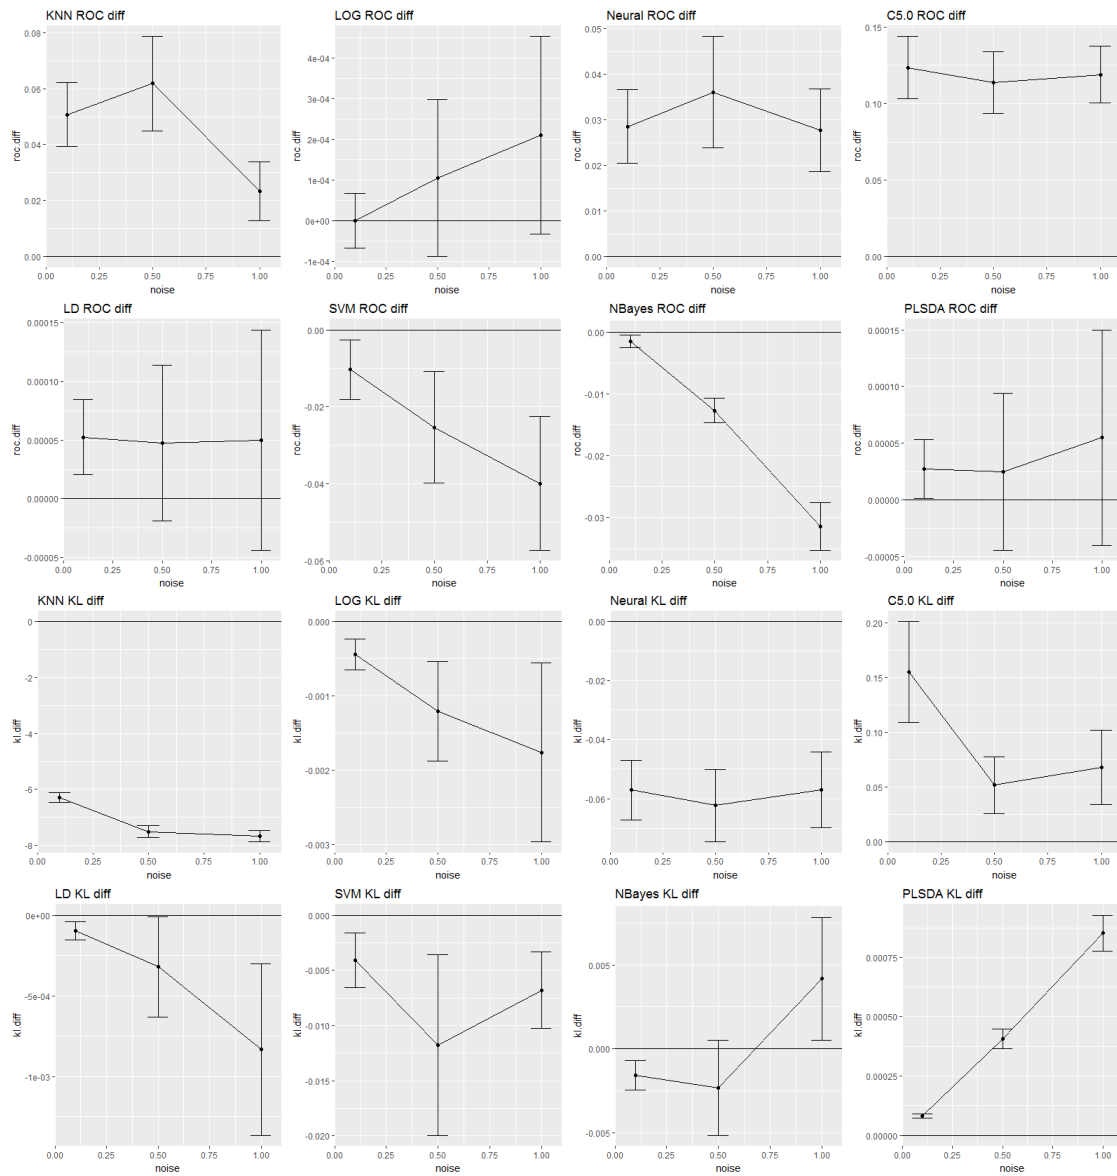 KNN ROC diff
0.08
0.06
0.04
0.02
0.00
roc.diff
0.00 0.25 0.50 0.75 1.00
noise
LOG ROC diff
4e-04
3e-04
2e-04
1e-04
0e+00
-1e-04
roc.diff
0.00 0.25 0.50 0.75 1.00
noise
Neural ROC diff
0.05
0.04
0.03
0.02
0.01
0.00
roc.diff
0.00 0.25 0.50 0.75 1.00
noise
C5.0 ROC diff
0.15
0.10
0.05
0.00
roc.diff
0.00 0.25 0.50 0.75 1.00
noise
LD ROC diff
0.00015
0.00010
0.00005
0.00000
-0.00005
roc.diff
0.00 0.25 0.50 0.75 1.00
noise
SVM ROC diff
0.00
-0.02
-0.04
-0.06
roc.diff
0.00 0.25 0.50 0.75 1.00
noise
NBayes ROC diff
0.00
-0.01
-0.02
-0.03
roc.diff
0.00 0.25 0.50 0.75 1.00
noise
PLSDA ROC diff
0.00015
0.00010
0.00005
0.00000
-0.00005
roc.diff
0.00 0.25 0.50 0.75 1.00
noise
KNN KL diff
0
-2
-4
-6
-8
kl.diff
0.00 0.25 0.50 0.75 1.00
noise
LOG KL diff
0.000
-0.001
-0.002
-0.003
kl.diff
0.00 0.25 0.50 0.75 1.00
noise
Neural KL diff
0.00
-0.02
-0.04
-0.06
kl.diff
0.00 0.25 0.50 0.75 1.00
noise
C5.0 KL diff
0.20
0.15
0.10
0.05
0.00
kl.diff
0.00 0.25 0.50 0.75 1.00
noise
LD KL diff
0e+00
-5e-04
-1e-03
kl.diff
0.00 0.25 0.50 0.75 1.00
noise
SVM KL diff
0.000
-0.005
-0.010
-0.015
-0.020
kl.diff
0.00 0.25 0.50 0.75 1.00
noise
NBayes KL diff
0.005
0.000
-0.005
kl.diff
0.00 0.25 0.50 0.75 1.00
noise
PLSDA KL diff
0.00075
0.00050
0.00025
0.00000
kl.diff
0.00 0.25 0.50 0.75 1.00
noise